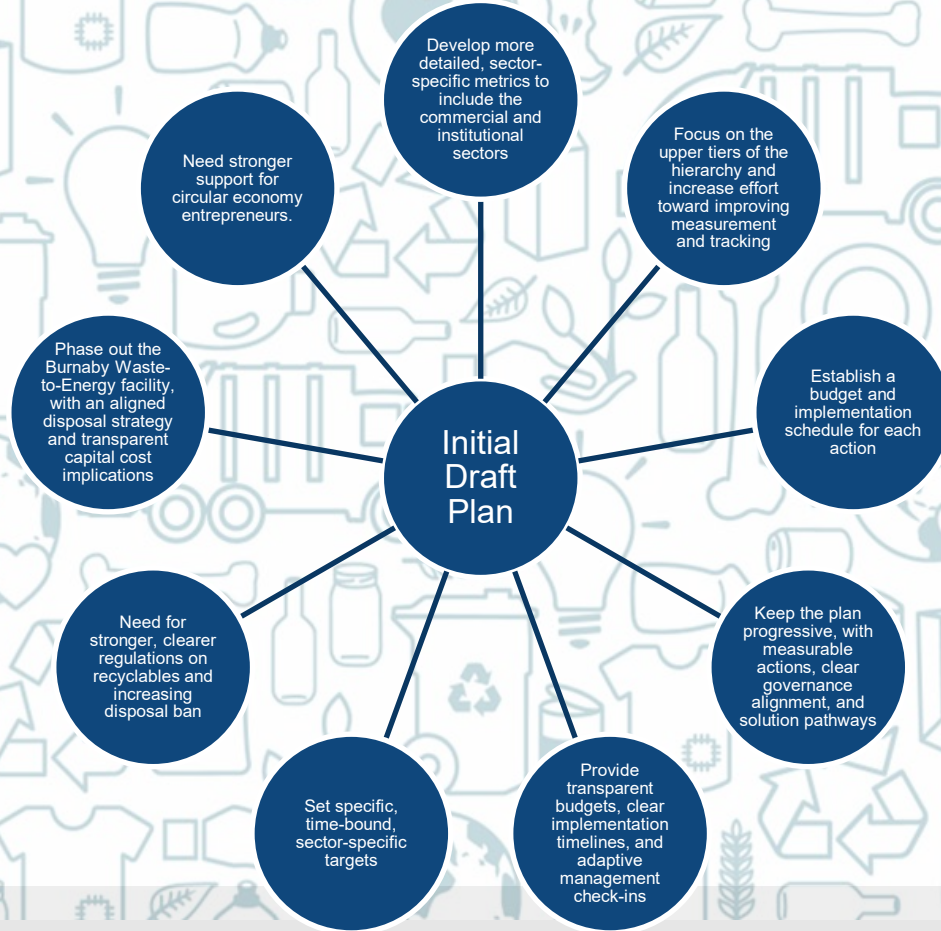 Initial
Draft
Plan
Develop more
detailed, sector-
specific metrics to
include the
commercial and
institutional
sectors
Focus on the
upper tiers of the
hierarchy and
increase effort
toward improving
measurement
and tracking
Establish a
budget and
implementation
schedule for each
action
Keep the plan
progressive, with
measurable
actions, clear
governance
alignment, and
solution pathways
Provide
transparent
budgets, clear
implementation
timelines, and
adaptive
management
check-ins
Set specific,
time-bound,
sector-specific
targets
Need for
stronger, clearer
regulations on
recyclables and
increasing
disposal ban
Phase out the
Burnaby Waste-
to-Energy facility,
with an aligned
disposal strategy
and transparent
capital cost
implications
Need stronger
support for
circular economy
entrepreneurs.